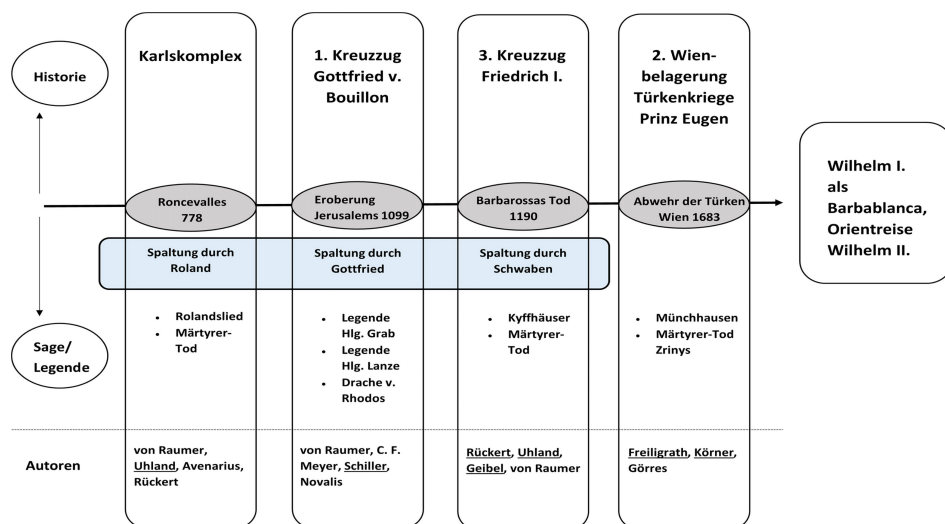 Karlskomplex
1. Kreuzzug
Gottfried v.
Bouillon
3. Kreuzzug
Friedrich I.
2. Wien-
belagerung
Türkenkriege
Prinz Eugen
Historie
Wilhelm I.
als
Barbablanca,
Orientreise
Wilhelm II.
Roncevalles
778
Eroberung
Jerusalems 1099
Barbarossas Tod
1190
Abwehr der Türken
Wien 1683
Spaltung durch
Roland
Spaltung durch
Gottfried
Spaltung durch
Schwaben
Sage/
Legende
• Rolandslied
• Märtyrer-
Tod
• Legende
Hlg. Grab
• Legende
Hlg. Lanze
• Drache v.
Rhodos
• Kyffhäuser
• Märtyrer-
Tod
• Münchhausen
• Märtyrer-Tod
Zrinys
Autoren
von Raumer,
Uhland, Avenarius,
Rückert
von Raumer, C. F.
Meyer, Schiller,
Novalis
Rückert, Uhland,
Geibel, von Raumer
Freiligrath, Körner,
Görres